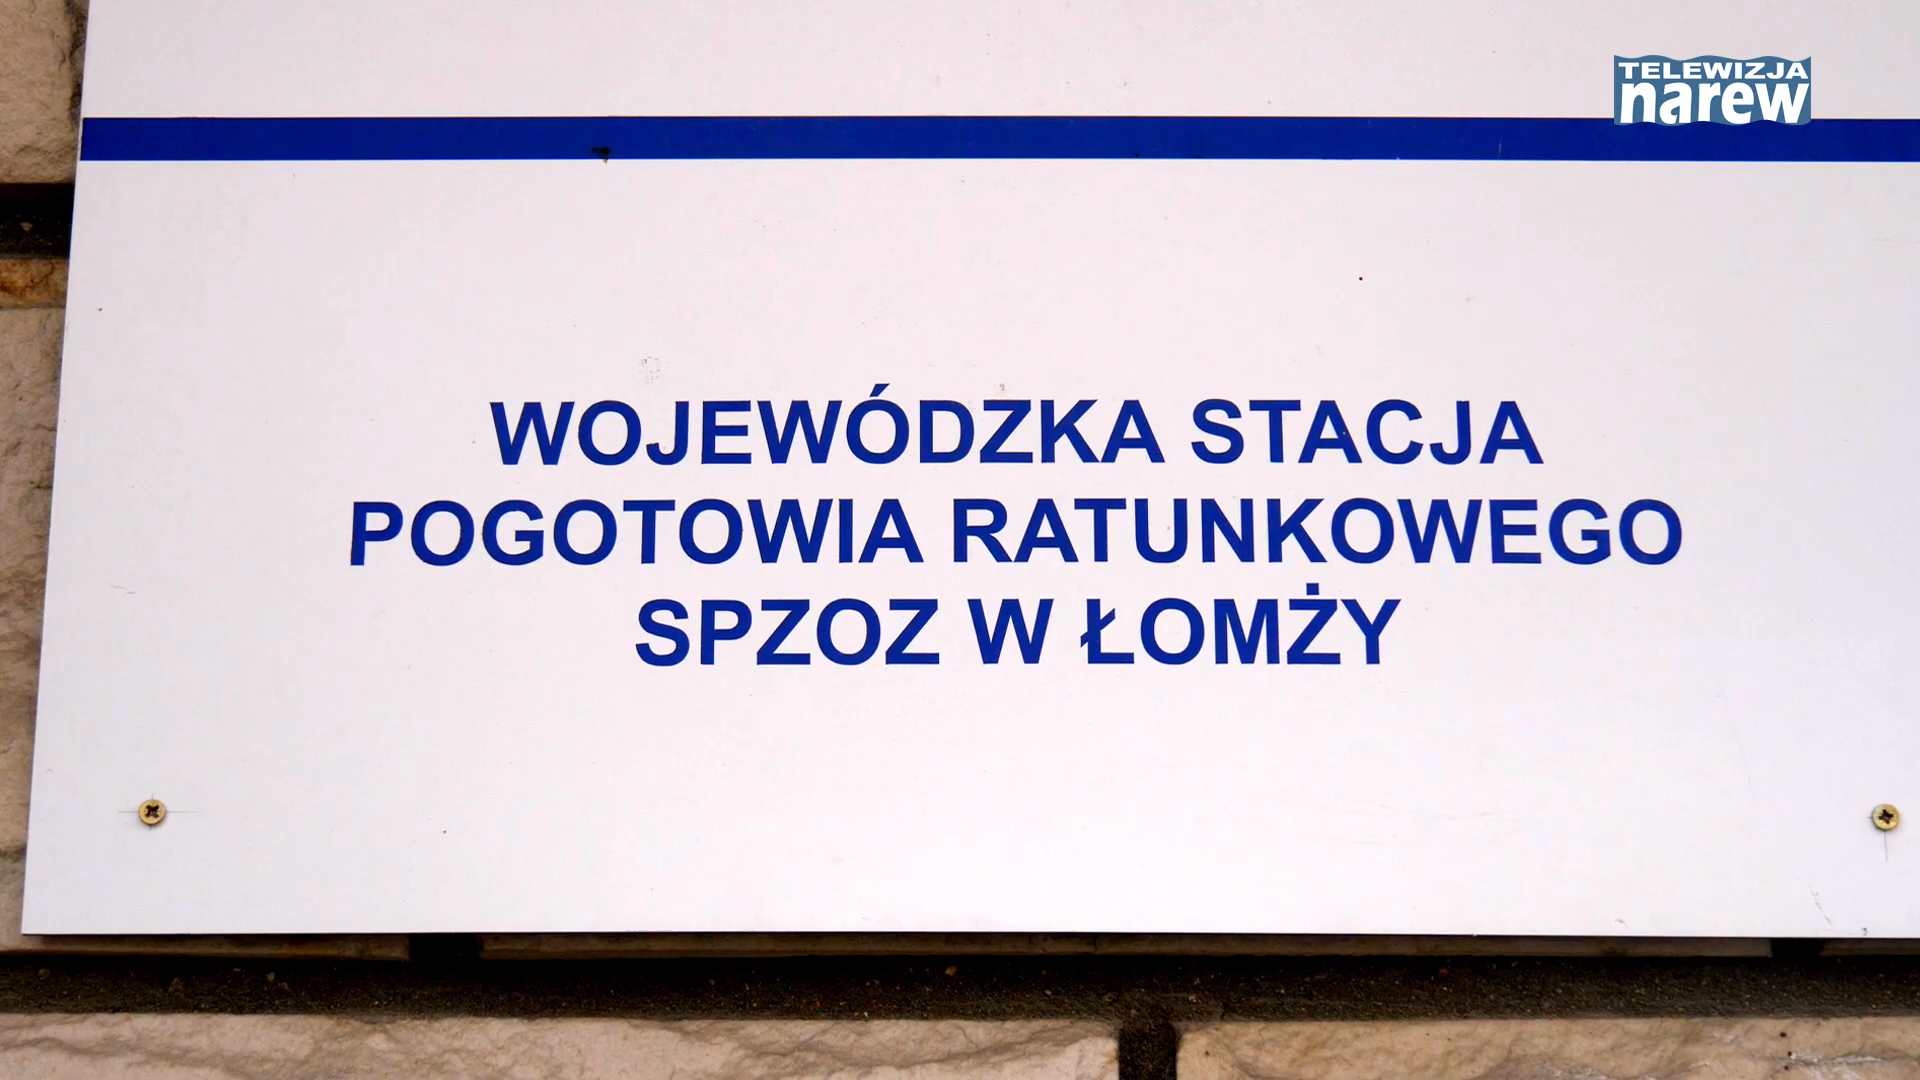 TELEWIZJA
narew
WOJEWÓDZKA STACJA
POGOTOWIA RATUNKOWEGO
SPZOZ W ŁOMŻY